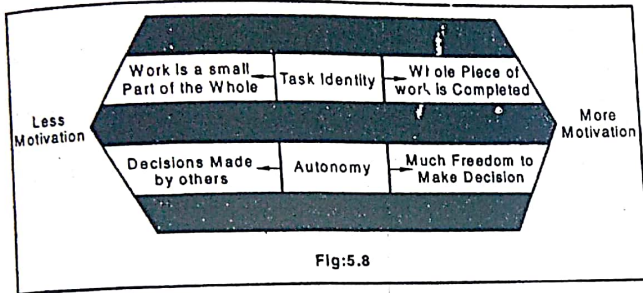 Work Is a small
Part of the Whole
Task Identity
Whole Piece of
work is Completed
Less
Motivation
More
Motivation
Decisions Made
by others
Autonomy
Much Freedom to
Make Decision
Fig:5.8